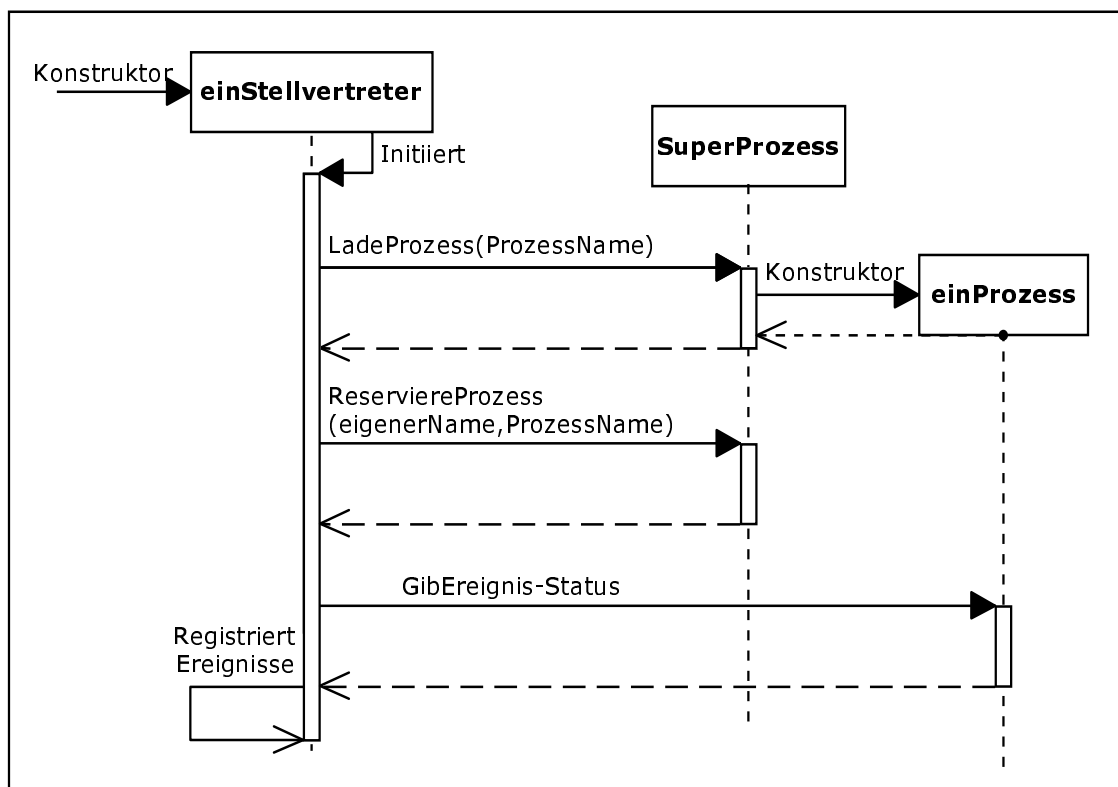 Konstruktor
einStellvertreter
Initiiert
SuperProzess
LadeProzess(ProzessName)
Konstruktor
einProzess
ReserviereProzess
(eigenerName,ProzessName)
GibEreignis-Status
Registriert
Ereignisse